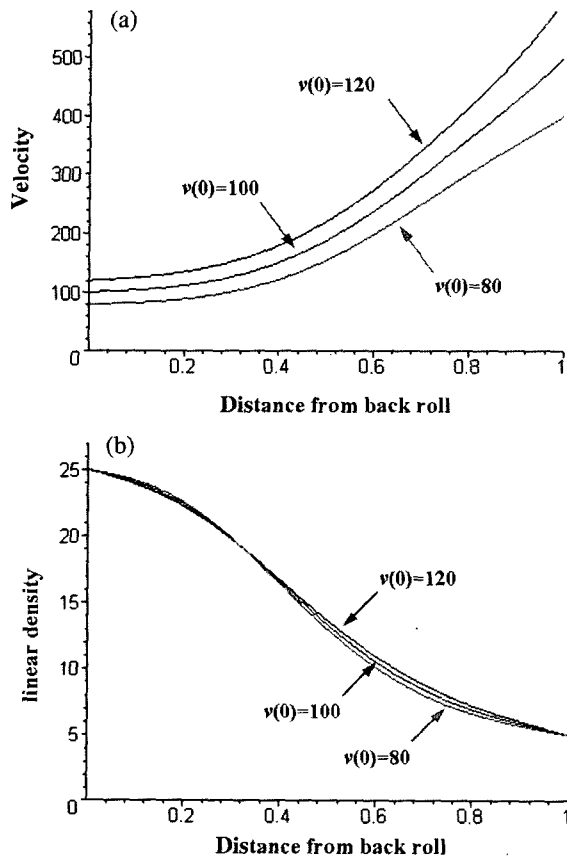 (a)
500
400
300
200
100
0
Velocity
v(0)=120
v(0)=100
v(0)=80
0.2 0.4 0.6 0.8 1
Distance from back roll
(b)
25
20
15
10
5
0
linear density
v(0)=120
v(0)=100
v(0)=80
0.2 0.4 0.6 0.8 1
Distance from back roll